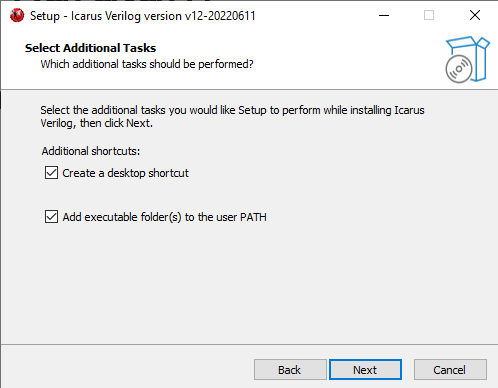 Setup - Icarus Verilog version v12-20220611
Select Additional Tasks
Which additional tasks should be performed?
Select the additional tasks you would like Setup to perform while installing Icarus
Verilog, then click Next.
Additional shortcuts:
Create a desktop shortcut
Add executable folder(s) to the user PATH
Back
Next
Cancel